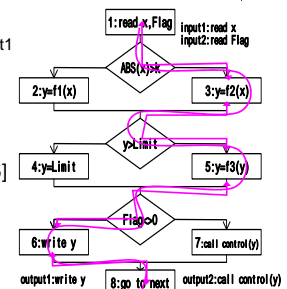 1:read x,Flag
input1:read x
input2:read Flag
t1
ABS(x)>k
2:y=f1(x)
3:y=f2(x)
y>Limit
4:y=Limit
5:y=f3(y)
]
Flag<>0
6:write y
7:call control(y)
output1:write y
8:go to next
output2:call control(y)